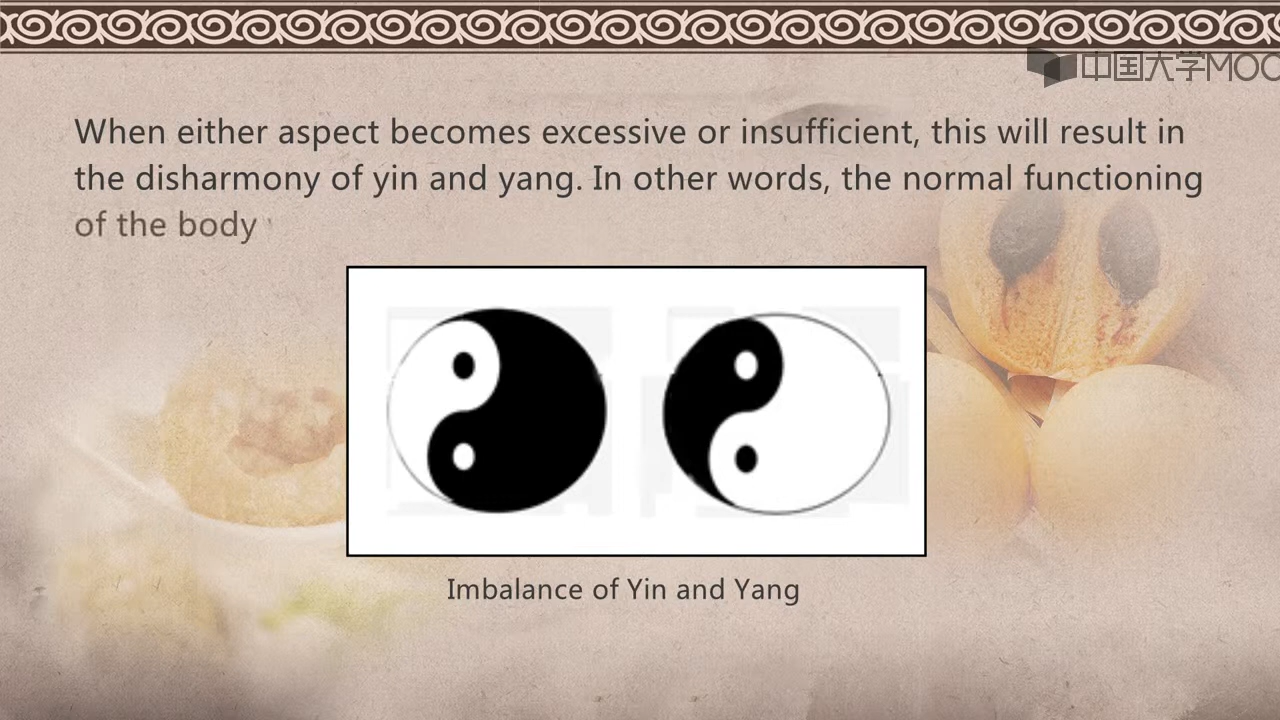 中国大学MOO
When either aspect becomes excessive or insufficient, this will result in
the disharmony of yin and yang. In other words, the normal functioning
of the body
Imbalance of Yin and Yang